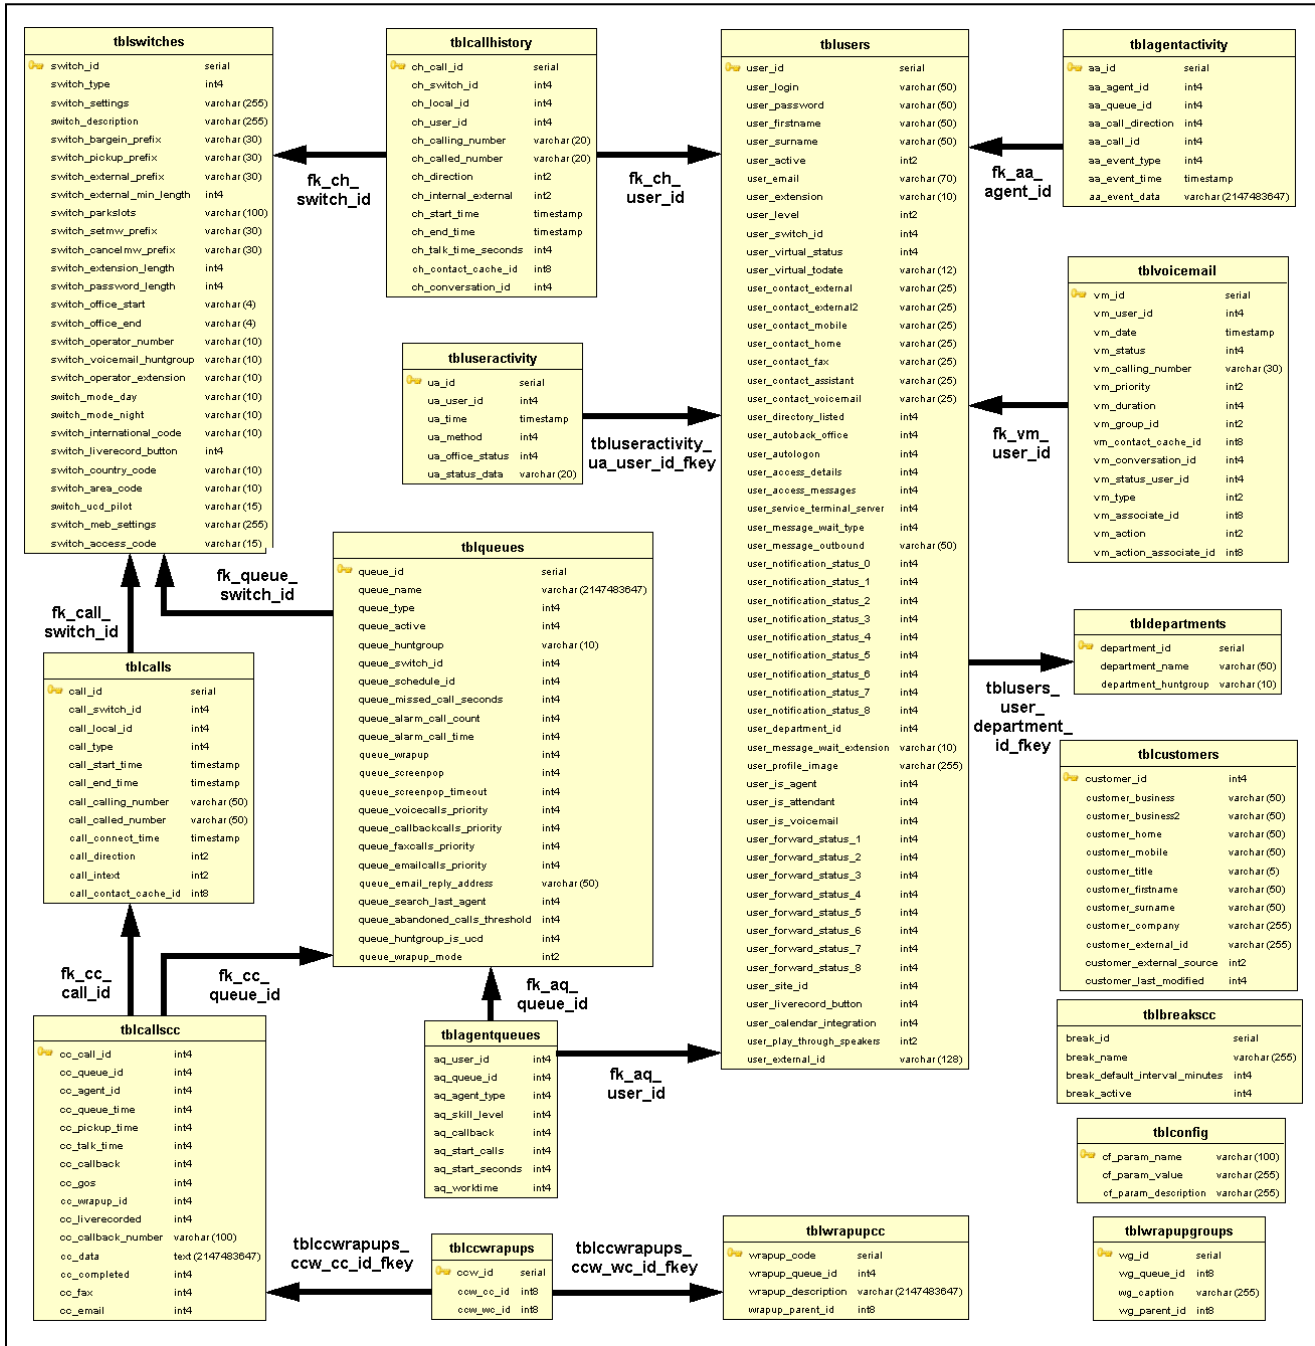 tblswitches
switch_id serial
switch_type int4
switch_settings varchar(255)
switch_description varchar(255)
switch_bargein_prefix varchar(30)
switch_pickup_prefix varchar(30)
switch_external_prefix varchar(30)
switch_external_min_length int4
switch_parkslots varchar(100)
switch_setmw_prefix varchar(30)
switch_cancelmw_prefix varchar(30)
switch_extension_length int4
switch_password_length int4
switch_office_start varchar(4)
switch_office_end varchar(4)
switch_operator_number varchar(10)
switch_voicemail_huntgroup varchar(10)
switch_operator_extension varchar(10)
switch_mode_day varchar(10)
switch_mode_night varchar(10)
switch_international_code varchar(10)
switch_liverecord_button int4
switch_country_code varchar(10)
switch_area_code varchar(10)
switch_ucd_pilot varchar(15)
switch_meb_settings varchar(255)
switch_access_code varchar(15)
tblcallhistory
ch_call_id serial
ch_switch_id int4
ch_local_id int4
ch_user_id int4
ch_calling_number varchar(20)
ch_called_number varchar(20)
ch_direction int2
ch_internal_external int2
ch_start_time timestamp
ch_end_time timestamp
ch_talk_time_seconds int4
ch_contact_cache_id int8
ch_conversation_id int4
fk_ch_
switch_id
fk_ch_
user_id
tblusers
user_id serial
user_login varchar(50)
user_password varchar(50)
user_firstname varchar(50)
user_surname varchar(50)
user_active int2
user_email varchar(70)
user_extension varchar(10)
user_level int2
user_switch_id int4
user_virtual_status int4
user_virtual_todate varchar(12)
user_contact_external varchar(25)
user_contact_external2 varchar(25)
user_contact_mobile varchar(25)
user_contact_home varchar(25)
user_contact_fax varchar(25)
user_contact_assistant varchar(25)
user_contact_voicemail varchar(25)
user_directory_listed int4
user_autoback_office int4
user_autologon int4
user_access_details int4
user_access_messages int4
user_service_terminal_server int4
user_message_wait_type int4
user_message_outbound varchar(50)
user_notification_status_0 int4
user_notification_status_1 int4
user_notification_status_2 int4
user_notification_status_3 int4
user_notification_status_4 int4
user_notification_status_5 int4
user_notification_status_6 int4
user_notification_status_7 int4
user_notification_status_8 int4
user_department_id int4
user_message_wait_extension varchar(10)
user_profile_image varchar(255)
user_is_agent int4
user_is_attendant int4
user_is_voicemail int4
user_forward_status_1 int4
user_forward_status_2 int4
user_forward_status_3 int4
user_forward_status_4 int4
user_forward_status_5 int4
user_forward_status_6 int4
user_forward_status_7 int4
user_forward_status_8 int4
user_site_id int4
user_liverecord_button int4
user_calendar_integration int4
user_play_through_speakers int2
user_external_id varchar(128)
tblagentactivity
aa_id serial
aa_agent_id int4
aa_queue_id int4
aa_call_direction int4
aa_call_id int4
aa_event_type int4
aa_event_time timestamp
aa_event_data varchar(2147483647)
fk_aa_
agent_id
tblvoicemail
vm_id serial
vm_user_id int4
vm_date timestamp
vm_status int4
vm_calling_number varchar(30)
vm_priority int2
vm_duration int4
vm_group_id int2
vm_contact_cache_id int8
vm_conversation_id int4
vm_status_user_id int4
vm_type int2
vm_associate_id int8
vm_action int2
vm_action_associate_id int8
fk_vm_
user_id
tbluseractivity
ua_id serial
ua_user_id int4
ua_time timestamp
ua_method int4
ua_office_status int4
ua_status_data varchar(20)
tbluseractivity_
ua_user_id_fkey
tblqueues
queue_id serial
queue_name varchar(2147483647)
queue_type int4
queue_active int4
queue_huntgroup varchar(10)
queue_switch_id int4
queue_schedule_id int4
queue_missed_call_seconds int4
queue_alarm_call_count int4
queue_alarm_call_time int4
queue_wrapup int4
queue_screenpop int4
queue_screenpop_timeout int4
queue_voicecalls_priority int4
queue_callbackcalls_priority int4
queue_faxcalls_priority int4
queue_emailcalls_priority int4
queue_email_reply_address varchar(50)
queue_search_last_agent int4
queue_abandoned_calls_threshold int4
queue_huntgroup_is_ucd int4
queue_wrapup_mode int2
fk_queue_
switch_id
fk_call_
switch_id
tblcalls
call_id serial
call_switch_id int4
call_local_id int4
call_type int4
call_start_time timestamp
call_end_time timestamp
call_calling_number varchar(50)
call_called_number varchar(50)
call_connect_time timestamp
call_direction int2
call_intext int2
call_contact_cache_id int8
tbldepartments
department_id serial
department_name varchar(50)
department_huntgroup varchar(10)
tblusers_
user_
department_
id_fkey
tblcustomers
customer_id int4
customer_business varchar(50)
customer_business2 varchar(50)
customer_home varchar(50)
customer_mobile varchar(50)
customer_title varchar(5)
customer_firstname varchar(50)
customer_surname varchar(50)
customer_company varchar(255)
customer_external_id varchar(255)
customer_external_source int2
customer_last_modified int4
fk_cc_
call_id
fk_cc_
queue_id
fk_aq_
queue_id
tblcallscc
cc_call_id int4
cc_queue_id int4
cc_agent_id int4
cc_queue_time int4
cc_pickup_time int4
cc_talk_time int4
cc_callback int4
cc_gos int4
cc_wrapup_id int4
cc_liverecorded int4
cc_callback_number varchar(100)
cc_data text(2147483647)
cc_completed int4
cc_fax int4
cc_email int4
tblagentqueues
aq_user_id int4
aq_queue_id int4
aq_agent_type int4
aq_skill_level int4
aq_callback int4
aq_start_calls int4
aq_start_seconds int4
aq_worktime int4
fk_aq_
user_id
tblbreakscc
break_id serial
break_name varchar(255)
break_default_interval_minutes int4
break_active int4
tblconfig
cf_param_name varchar(100)
cf_param_value varchar(255)
cf_param_description varchar(255)
tblccwrapups_
ccw_cc_id_fkey
tblccwrapups
ccw_id serial
ccw_cc_id int8
ccw_wc_id int8
tblccwrapups_
ccw_wc_id_fkey
tblwrapupcc
wrapup_code serial
wrapup_queue_id int4
wrapup_description varchar(2147483647)
wrapup_parent_id int8
tblwrapupgroups
wg_id serial
wg_queue_id int8
wg_caption varchar(255)
wg_parent_id int8